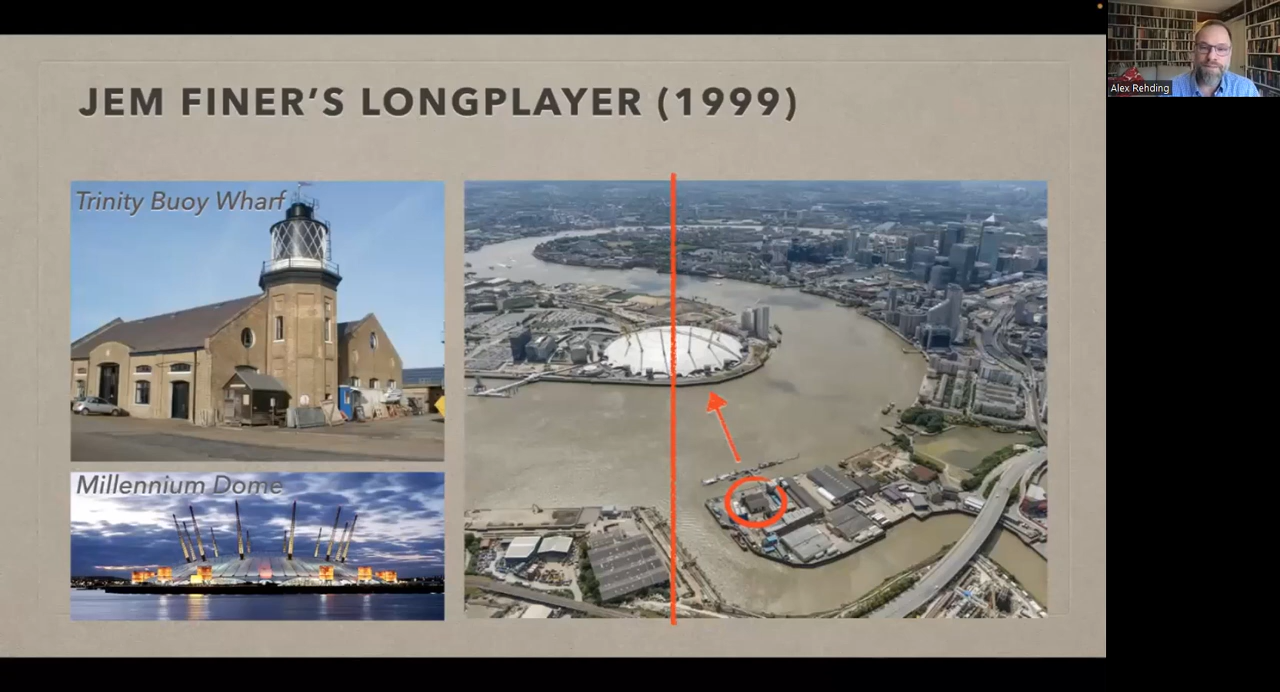 JEM FINER'S LONGPLAYER (1999)
Trinity Buoy Wharf
Millennium Dome
Alex Rehding